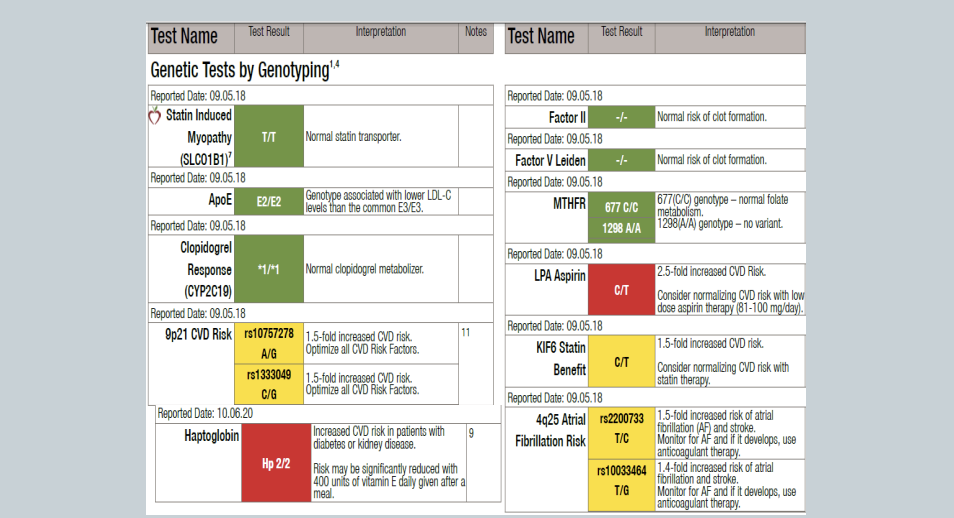 Test Name Test Result Interpretation Notes
Genetic Tests by Genotyping1,4
Reported Date: 09.05.18
Statin Induced
Myopathy T/T Normal statin transporter.
(SLCO1B1)7
Reported Date: 09.05.18
ApoE E2/E2 Genotype associated with lower LDL-C
levels than the common E3/E3.
Reported Date: 09.05.18
Clopidogrel
Response *1/*1 Normal clopidogrel metabolizer.
(CYP2C19)
Reported Date: 09.05.18
9p21 CVD Risk rs10757278 1.5-fold increased CVD risk. 11
A/G Optimize all CVD Risk Factors.
rs1333049 1.5-fold increased CVD risk.
C/G Optimize all CVD Risk Factors.
Reported Date: 10.06.20
Haptoglobin Hp 2/2 Increased CVD risk in patients with 9
diabetes or kidney disease.
Risk may be significantly reduced with
400 units of vitamin E daily given after a
meal.
Test Name Test Result Interpretation
Reported Date: 09.05.18
Factor II -/- Normal risk of clot formation.
Reported Date: 09.05.18
Factor V Leiden -/- Normal risk of clot formation.
Reported Date: 09.05.18
MTHFR 677 C/C 677(C/C) genotype – normal folate
metabolism.
1298 A/A 1298(A/A) genotype – no variant.
Reported Date: 09.05.18
LPA Aspirin C/T 2.5-fold increased CVD Risk.
Consider normalizing CVD risk with low
dose aspirin therapy (81-100 mg/day).
Reported Date: 09.05.18
KIF6 Statin 1.5-fold increased CVD risk.
Benefit C/T Consider normalizing CVD risk with
statin therapy.
Reported Date: 09.05.18
4q25 Atrial rs2200733 1.5-fold increased risk of atrial
Fibrillation Risk T/C fibrillation (AF) and stroke.
Monitor for AF and if it develops, use
anticoagulant therapy.
rs10033464 1.4-fold increased risk of atrial
T/G fibrillation and stroke.
Monitor for AF and if it develops, use
anticoagulant therapy.